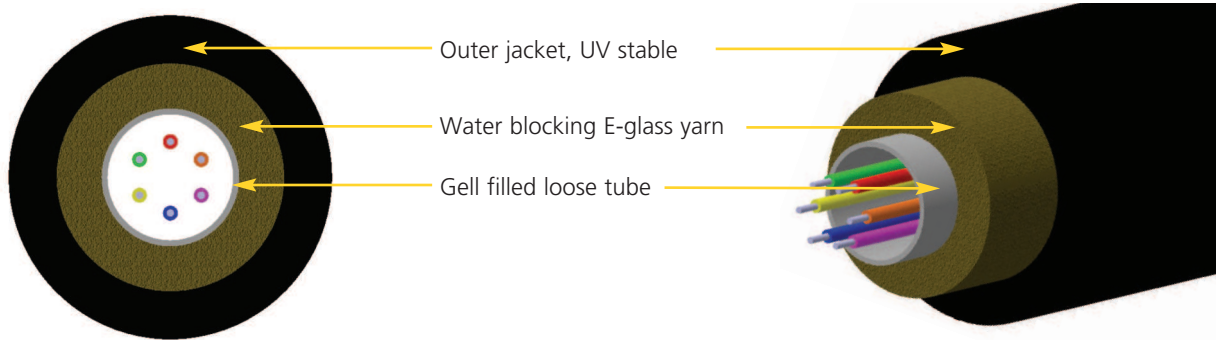 Outer jacket, UV stable
Water blocking E-glass yarn
Gell filled loose tube